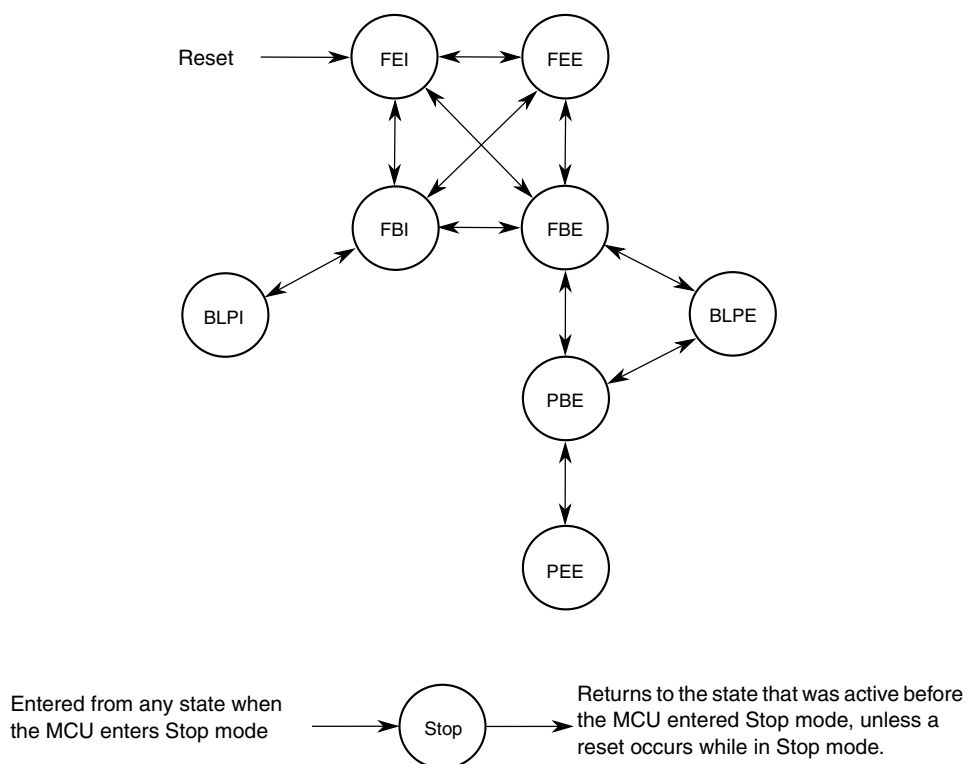 Reset
FEI
FEE
FBI
FBE
BLPI
BLPE
PBE
PEE
Entered from any state when
the MCU enters Stop mode
Stop
Returns to the state that was active before
the MCU entered Stop mode, unless a
reset occurs while in Stop mode.